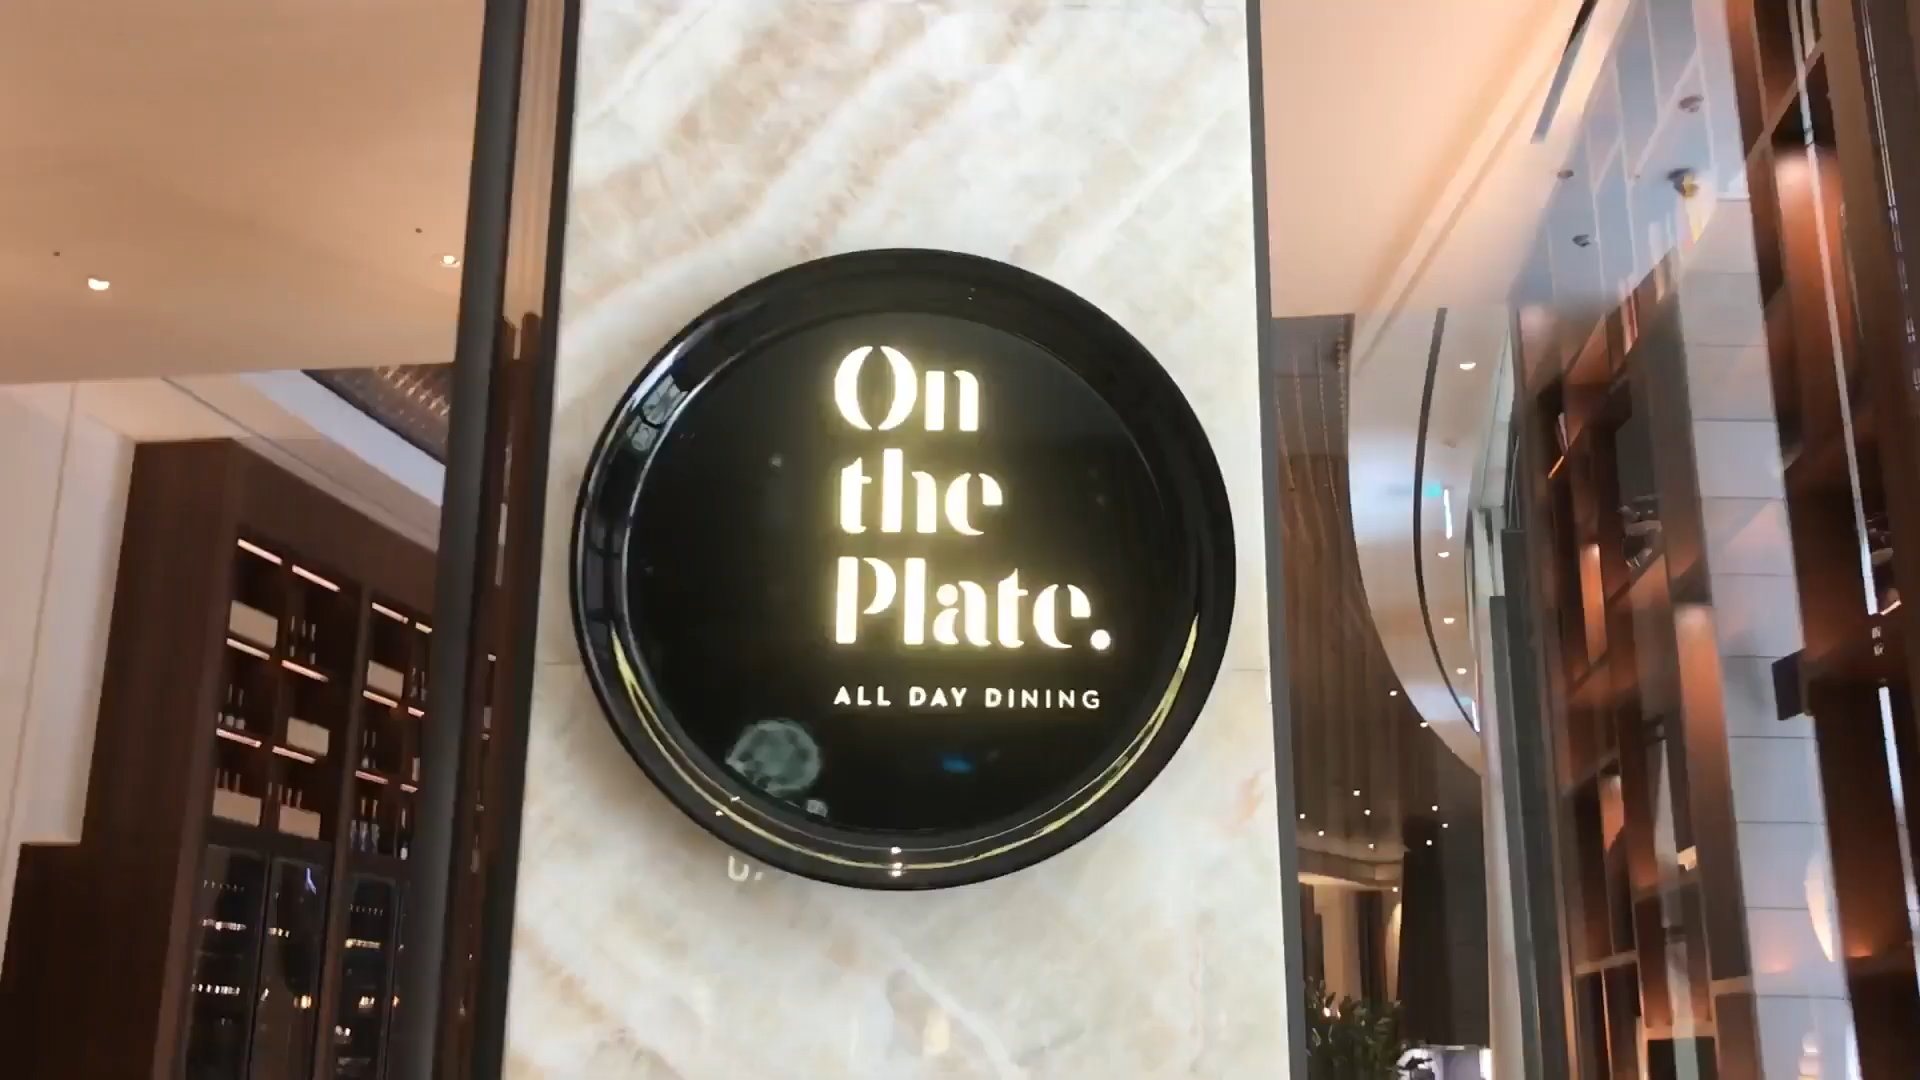 On
the
Plate.
ALL DAY DINING